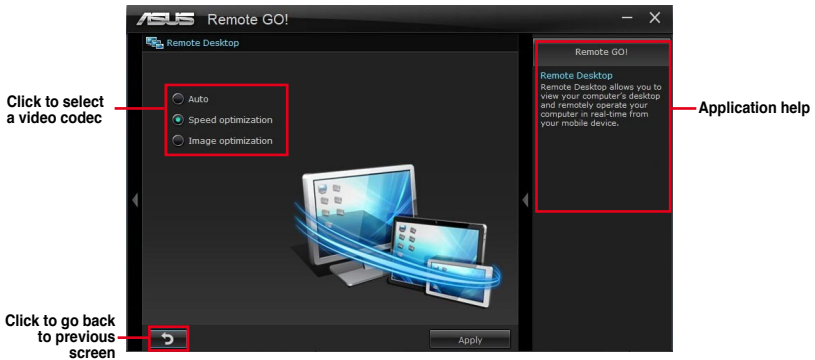 ASUS Remote GO!
Remote Desktop
Click to select
a video codec
Auto
Speed optimization
Image optimization
Remote GO!
Remote Desktop
Remote Desktop allows you to
view your computer's desktop
and remotely operate your
computer in real-time from
your mobile device.
Application help
Click to go back
to previous
screen
Apply